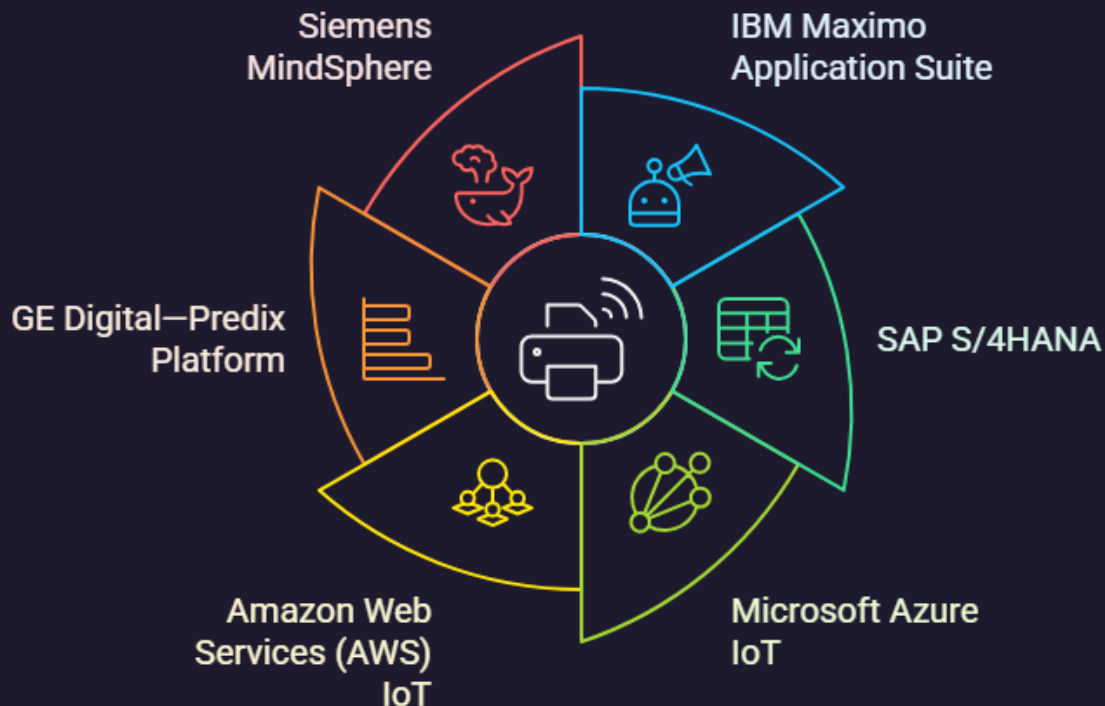 Siemens
MindSphere
IBM Maximo
Application Suite
GE Digital—Predix
Platform
SAP S/4HANA
Amazon Web
Services (AWS)
IoT
Microsoft Azure
IoT